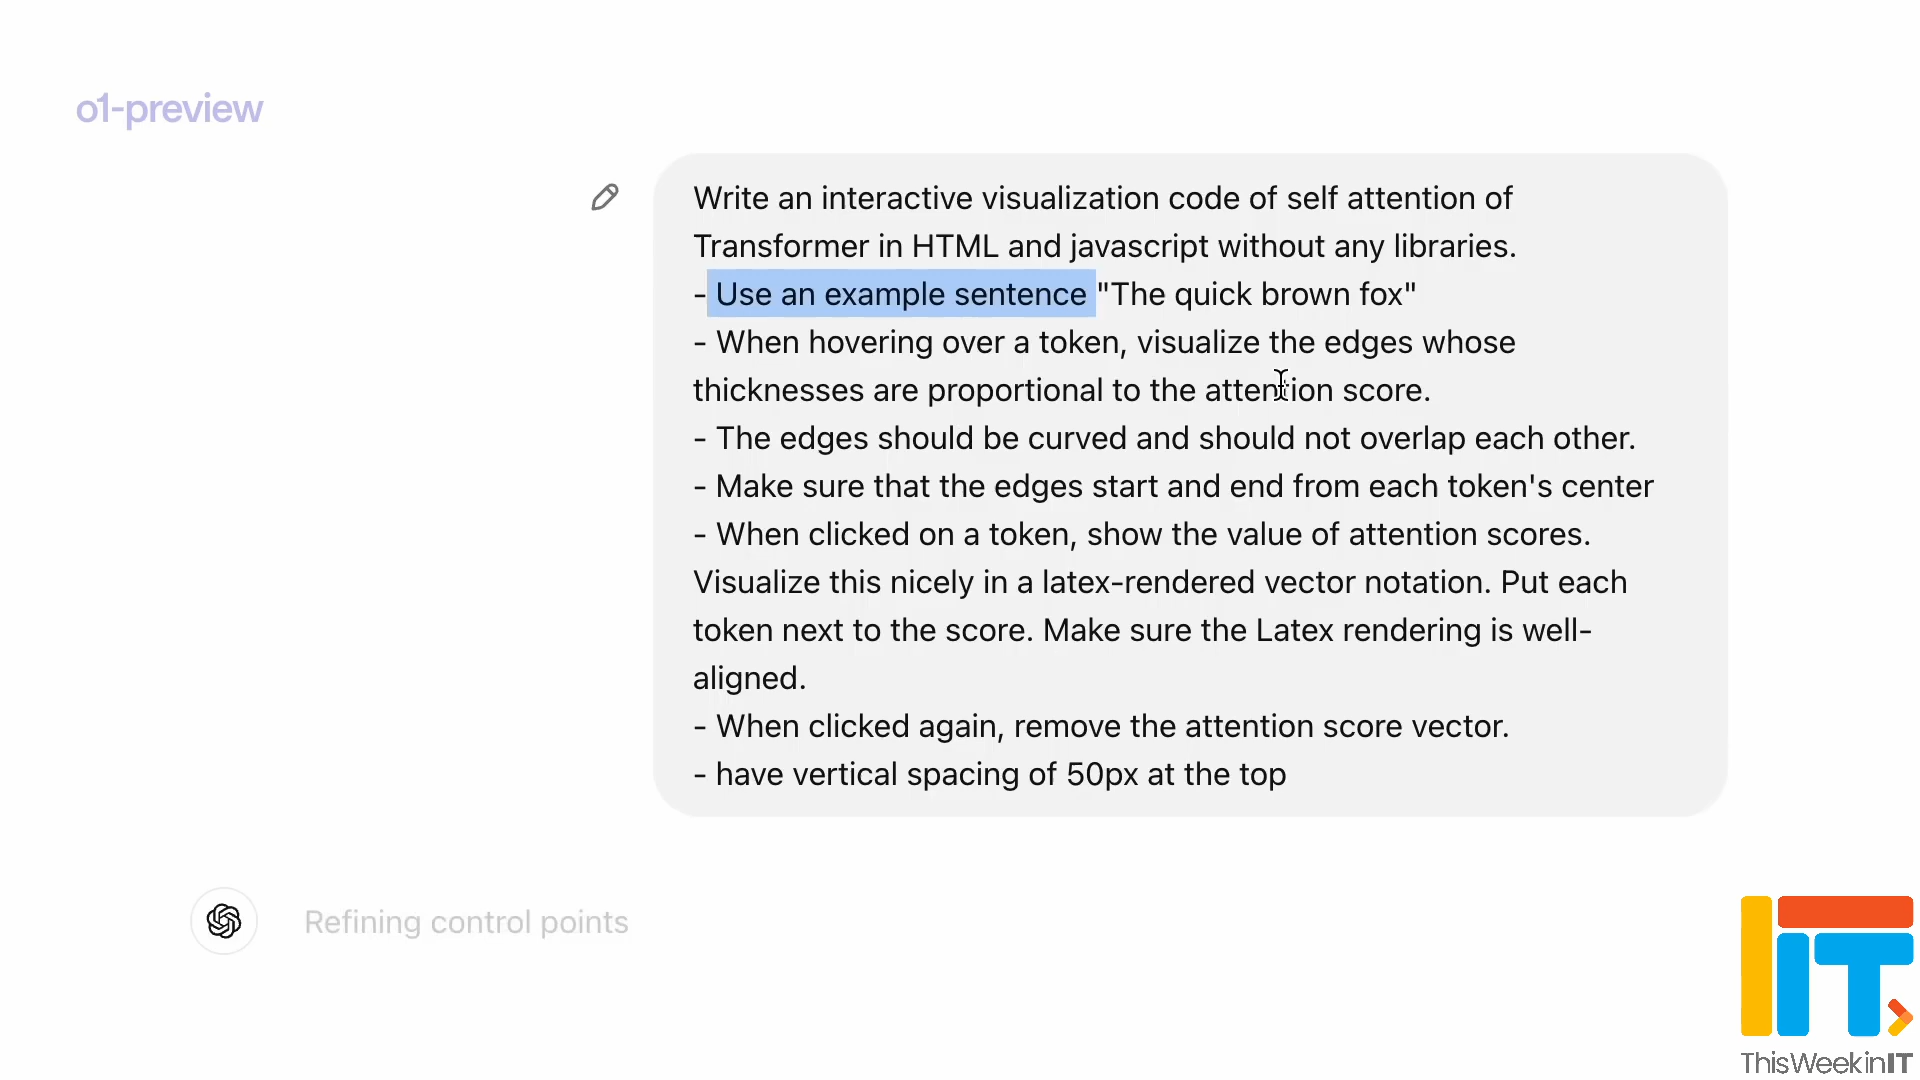 o1-preview
Write an interactive visualization code of self attention of
Transformer in HTML and javascript without any libraries.
- Use an example sentence "The quick brown fox"
- When hovering over a token, visualize the edges whose
thicknesses are proportional to the attention score.
- The edges should be curved and should not overlap each other.
- Make sure that the edges start and end from each token's center
- When clicked on a token, show the value of attention scores.
Visualize this nicely in a latex-rendered vector notation. Put each
token next to the score. Make sure the Latex rendering is well-
aligned.
- When clicked again, remove the attention score vector.
- have vertical spacing of 50px at the top
Refining control points
IT
ThisWeekinIT